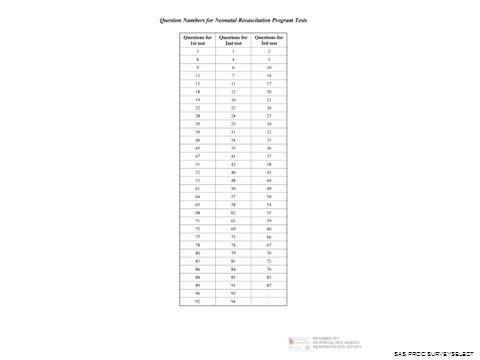 Question Numbers for Neonatal Resuscitation Program Tests
Questions for Questions for Questions for
1st test 2nd test 3rd test
3 1 2
8 4 5
9 6 10
13 7 14
15 11 17
18 12 20
19 16 21
22 23 26
28 24 27
29 25 30
39 31 32
40 34 33
45 35 36
47 41 37
51 42 38
52 46 43
53 48 44
61 56 49
64 57 50
65 58 54
68 62 55
71 63 59
75 69 60
77 73 66
78 74 67
80 79 70
83 81 72
86 84 76
88 85 82
89 91 87
90 93 .
92 94 .
SAS PROC SURVEYSELECT